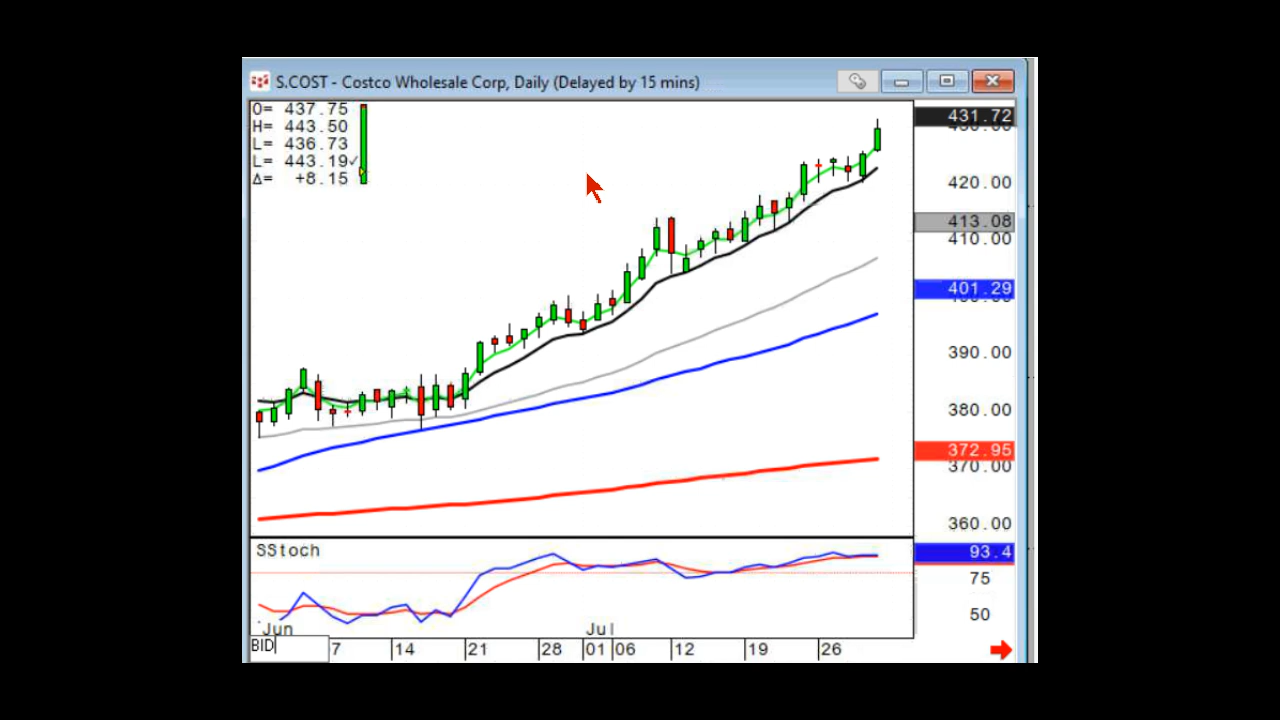 S.COST - Costco Wholesale Corp, Daily (Delayed by 15 mins)
O= 437.75
H= 443.50
L= 436.73
L= 443.19✓
Δ= +8.15
431.72
420.00
413.08
410.00
401.29
390.00
380.00
372.95
370.00
360.00
SStoch
93.4
75
50
Jun Jul
BID 7 14 21 28 01 06 12 19 26